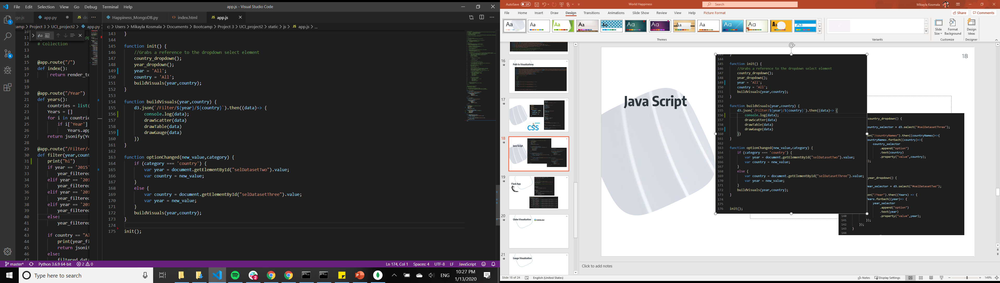 File Edit Selection View Go Debug Terminal Help
app.js - Visual Studio Code
app.py
Happiness_MongoDB.py
index.html
app.js
Project 3 > UCI_project2 > app.py
c: > Users > Mikayla Kosmala > Documents > Bootcamp > Project 3 > UCI_project2 > static > js > JS app.js > ...
10
11
12 # Collection
13
14
15 @app.route("/")
16 def index():
17 return render_te
18
19
20 @app.route("/Year")
21 def years():
22 countries = list(
23 Years = []
24 for i in countrie
25 if i['Year']
26 Years.app
27 return jsonify(Ye
28
29 @app.route("/Filter/<
30 def filter(year,count
31 print("hi")
32 if year == '2015'
33 year_filtered
34 elif year == '201
35 year_filtered
36 elif year == '201
37 year_filtered
38 elif year == '201
39 year_filtered
40 else:
41 year_filtered
42
43 if country == "Al
44 print(year_fi
45 return jsonif
46 else:
47 filtered_data
143 }
144
145 function init() {
146 //Grabs a reference to the dropdown select element
147 country_dropdown();
148 year_dropdown();
149 year = 'All';
150 country = 'All';
151 buildVisuals(year,country);
152 }
153
154 function buildVisuals(year,country) {
155 d3.json(`/Filter/${year}/${country}`).then((data)=> {
156 console.log(data);
157 drawScatter(data)
158 drawTable(data)
159 drawGauge(data)
160 })
161 }
162
163 function optionChanged(new_value,category) {
164 if (category === 'country') {
165 var year = document.getElementById("selDatasetTwo").value;
166 var country = new_value;
167 }
168 else {
169 var country = document.getElementById("selDatasetThree").value;
170 var year = new_value;
171 }
172 buildVisuals(year,country);
173 }
174
175 init();
master* Python 3.6.9 64-bit 2 0
Ln 174, Col 1 Spaces: 4 UTF-8 LF JavaScript
Type here to search
ENG
10:27 PM
1/13/2020
AutoSave Off
World Happiness
Search
Mikayla Kosmala
File Home Insert Draw Design Transitions Animations Slide Show Review View Help Picture Format
Share Comments
Slide Size
Format Background
Design Ideas
Themes
Variants
Customize
Designer
16
Path to Visualizations
17
CSS
18
Java Script
19
Flask App
20
Globe Visualization CESIUM
21
Gauge Visualization
18
Java Script
144
145 function init() {
146 //Grabs a reference to the dropdown select element
147 country_dropdown();
148 year_dropdown();
149 year = 'All';
150 country = 'All';
151 buildVisuals(year,country);
152 }
153
154 function buildVisuals(year,country) {
155 d3.json(`/Filter/${year}/${country}`).then((data)=> {
156 console.log(data);
157 drawScatter(data)
158 drawTable(data)
159 drawGauge(data)
160 })
161 }
162
163 function optionChanged(new_value,category) {
164 if (category === 'country') {
165 var year = document.getElementById("selDatasetTwo").value;
166 var country = new_value;
167 }
168 else {
169 var country = document.getElementById("selDatasetThree").value;
170 var year = new_value;
171 }
172 buildVisuals(year,country);
173 }
174
175
176 init();
country_dropdown() {
country_selector = d3.select("#selDatasetThree");
on("/countryNames").then((countryNames)=>{
countryNames.forEach((country)=>{
country_selector
.append("option")
.text(country)
.property("value",country);
);
year_dropdown() {
year_selector = d3.select("#selDatasetTwo");
on("/Year").then((Years) => {
Years.forEach((year)=> {
year_selector
.append("option")
.text(year)
140 .property("value",year);
141 });
142 });
143 }
144
Click to add notes
Slide 18 of 24 English (United States)
Notes Display Settings 149%